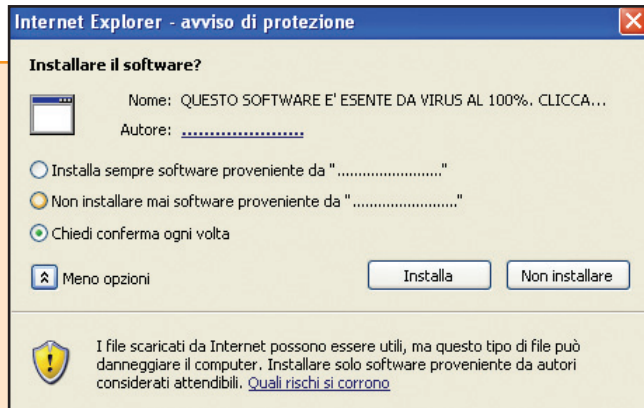 Internet Explorer - avviso di protezione
Installare il software?
Nome: QUESTO SOFTWARE E' ESENTE DA VIRUS AL 100%. CLICCA...
Autore: ......................
Installa sempre software proveniente da "........................."
Non installare mai software proveniente da "........................."
Chiedi conferma ogni volta
Meno opzioni
Installa
Non installare
I file scaricati da Internet possono essere utili, ma questo tipo di file può
danneggiare il computer. Installare solo software proveniente da autori
considerati attendibili. Quali rischi si corrono